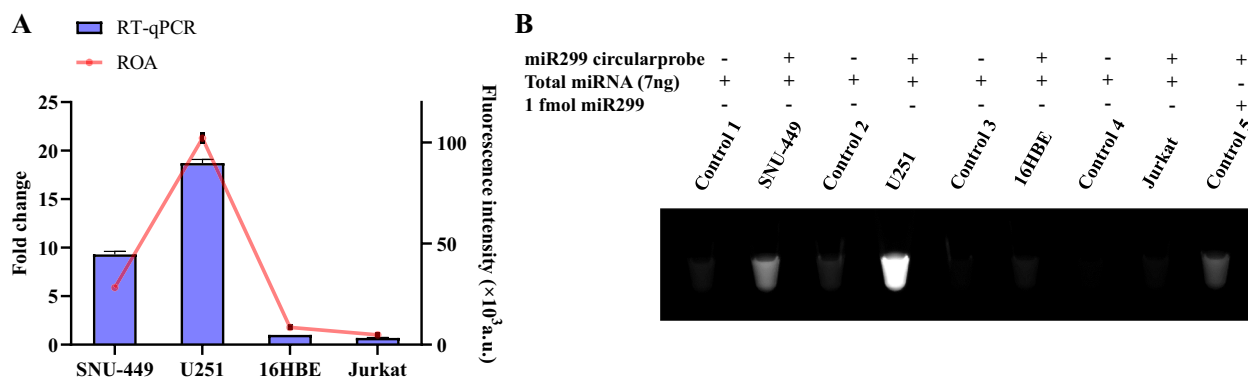 A
RT-qPCR
ROA
Fold change
25
20
15
10
5
0
100
50
0
Fluorescence intensity (×10³a.u.)
SNU-449 U251 16HBE Jurkat
B
miR299 circularprobe - + - + - + - + +
Total miRNA (7ng) + + + + + + + + -
1 fmol miR299 - - - - - - - - +
Control 1 SNU-449 Control 2 U251 Control 3 16HBE Control 4 Jurkat Control 5